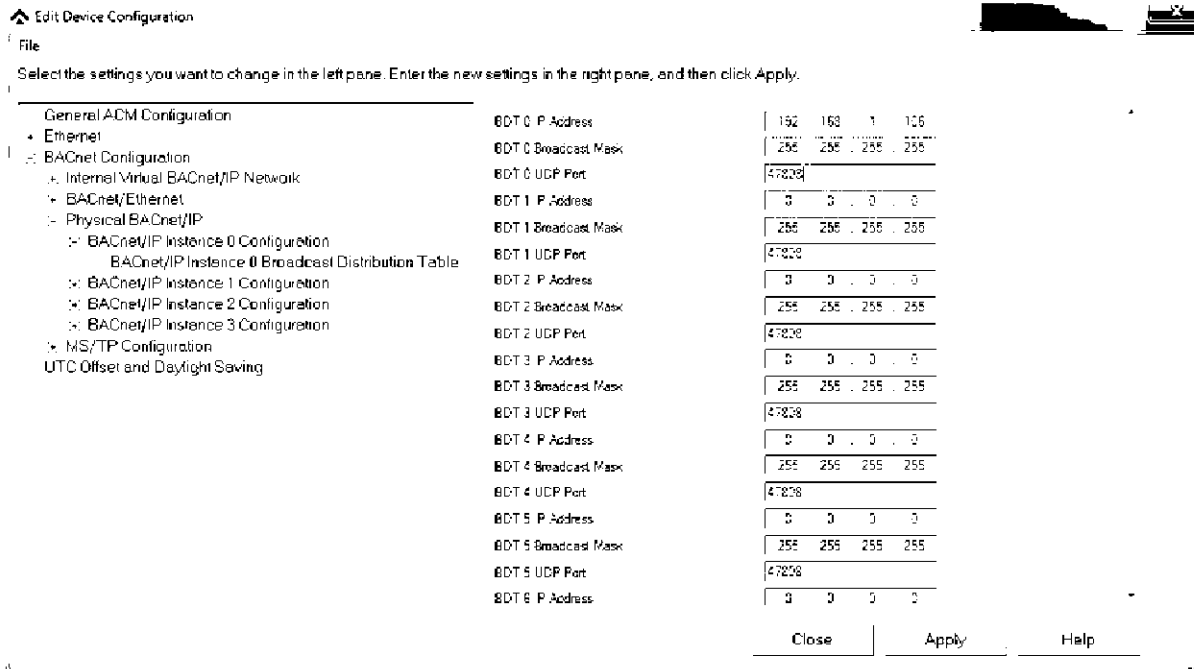 Edit Device Configuration
File
Select the settings you want to change in the left pane. Enter the new settings in the right pane, and then click Apply.
General ACM Configuration
Ethernet
BACnet Configuration
Internal Virtual BACnet/IP Network
BACnet/Ethernet
Physical BACnet/IP
BACnet/IP Instance 0 Configuration
BACnet/IP Instance 0 Broadcast Distribution Table
BACnet/IP Instance 1 Configuration
BACnet/IP Instance 2 Configuration
BACnet/IP Instance 3 Configuration
MS/TP Configuration
UTC Offset and Daylight Saving
BDT 0 IP Address
BDT 0 Broadcast Mask 255 . 255 . 255 . 255
BDT 0 UDP Port 47808
BDT 1 IP Address 0 . 0 . 0 . 0
BDT 1 Broadcast Mask 255 . 255 . 255 . 255
BDT 1 UDP Port 47808
BDT 2 IP Address 0 . 0 . 0 . 0
BDT 2 Broadcast Mask 255 . 255 . 255 . 255
BDT 2 UDP Port 47808
BDT 3 IP Address 0 . 0 . 0 . 0
BDT 3 Broadcast Mask 255 . 255 . 255 . 255
BDT 3 UDP Port 47808
BDT 4 IP Address 0 . 0 . 0 . 0
BDT 4 Broadcast Mask 255 255 255 255
BDT 4 UDP Port 47808
BDT 5 IP Address 0 0 0 0
BDT 5 Broadcast Mask 255 255 255 255
BDT 5 UDP Port 47808
BDT 6 IP Address 0 0 0 0
Close Apply Help